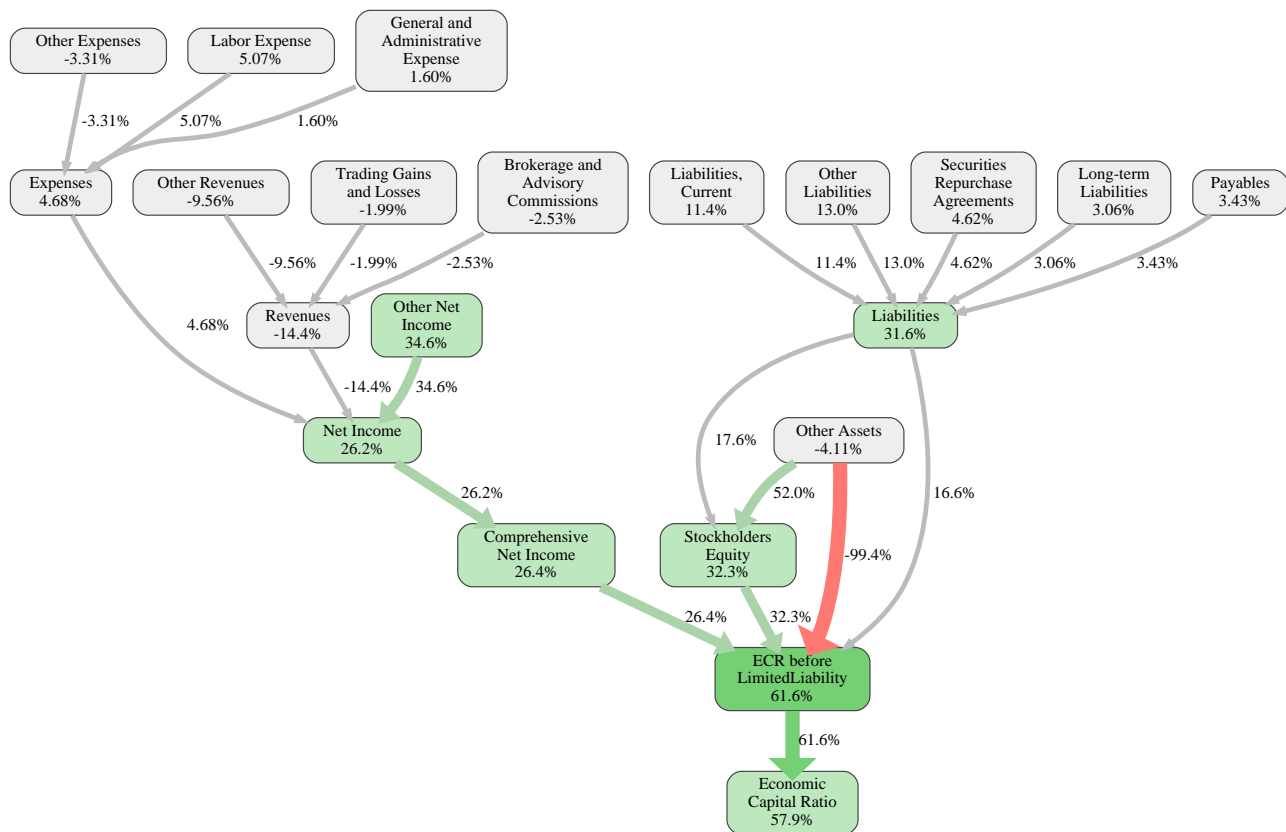 Other Expenses
-3.31%
Labor Expense
5.07%
General and
Administrative
Expense
1.60%
-3.31%
5.07%
1.60%
Expenses
4.68%
Other Revenues
-9.56%
Trading Gains
and Losses
-1.99%
Brokerage and
Advisory
Commissions
-2.53%
Liabilities,
Current
11.4%
Other
Liabilities
13.0%
Securities
Repurchase
Agreements
4.62%
Long-term
Liabilities
3.06%
Payables
3.43%
-9.56%
-1.99%
-2.53%
11.4%
13.0%
4.62%
3.06%
3.43%
4.68%
Revenues
-14.4%
Other Net
Income
34.6%
Liabilities
31.6%
-14.4%
34.6%
Net Income
26.2%
17.6%
Other Assets
-4.11%
16.6%
26.2%
52.0%
-99.4%
Comprehensive
Net Income
26.4%
Stockholders
Equity
32.3%
26.4%
32.3%
ECR before
LimitedLiability
61.6%
61.6%
Economic
Capital Ratio
57.9%